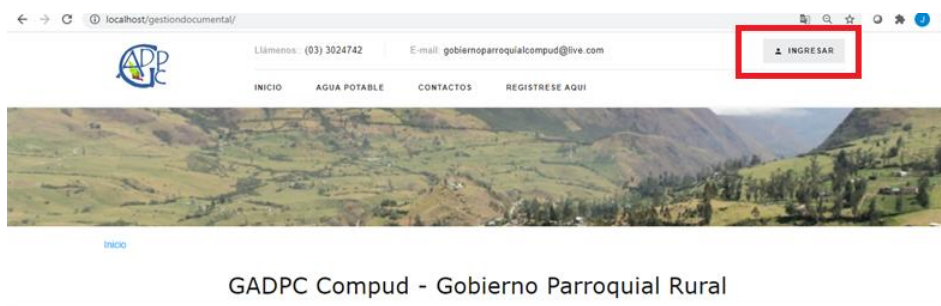 localhost/gestiondocumental/
J
GADPC
Llámenos: (03) 3024742 E-mail: gobiernoparroquialcompud@live.com INGRESAR
INICIO AGUA POTABLE CONTACTOS REGISTRESE AQUI
Inicio
GADPC Compud - Gobierno Parroquial Rural